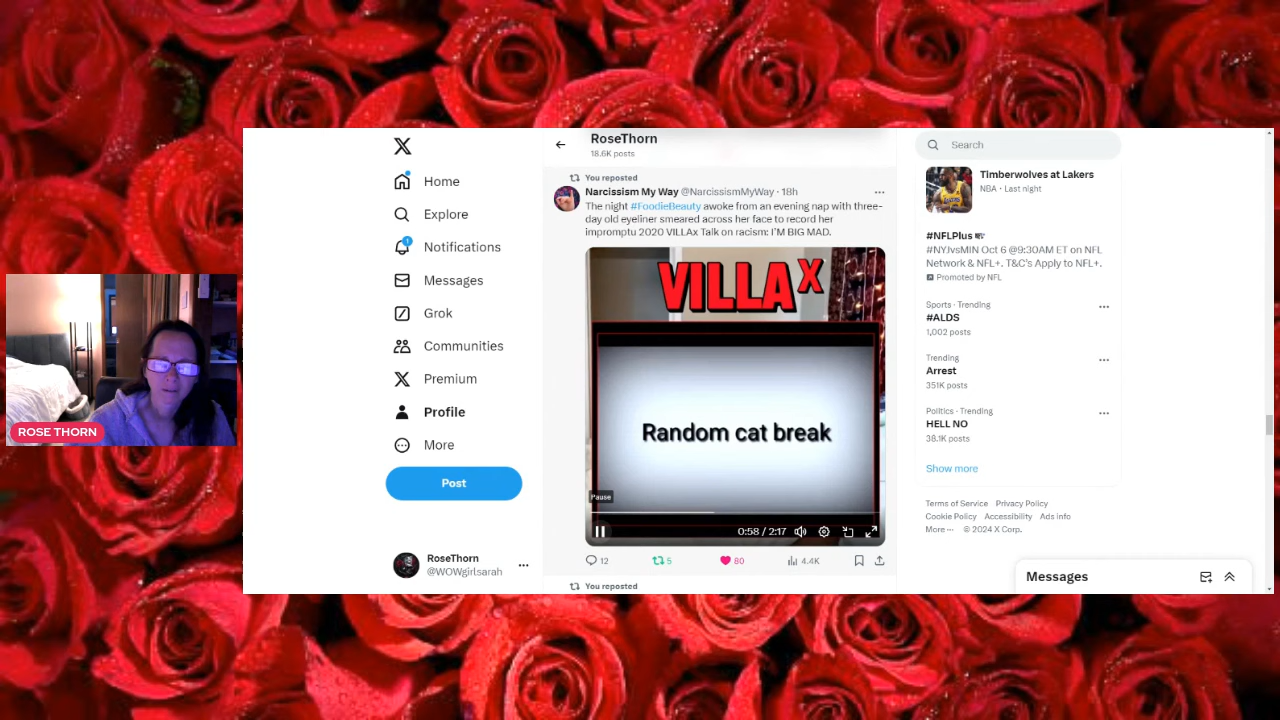 ROSE THORN
Home
Explore
1
Notifications
Messages
Grok
Communities
Premium
Profile
More
Post
RoseThorn
@WOWgirlsarah
RoseThorn
18.6K posts
You reposted
Narcissism My Way @NarcissismMyWay · 18h
The night #FoodieBeauty awoke from an evening nap with three-
day old eyeliner smeared across her face to record her
impromptu 2020 VILLAx Talk on racism: I'M BIG MAD.
VILLA X
Random cat break
Pause
0:58 / 2:17
12
5
80
4.4K
You reposted
Search
Timberwolves at Lakers
NBA · Last night
#NFLPlus
#NYJvsMIN Oct 6 @9:30AM ET on NFL
Network & NFL+. T&C's Apply to NFL+.
Promoted by NFL
Sports · Trending
#ALDS
1,002 posts
Trending
Arrest
351K posts
Politics · Trending
HELL NO
38.1K posts
Show more
Terms of Service Privacy Policy
Cookie Policy Accessibility Ads info
More ··· © 2024 X Corp.
Messages